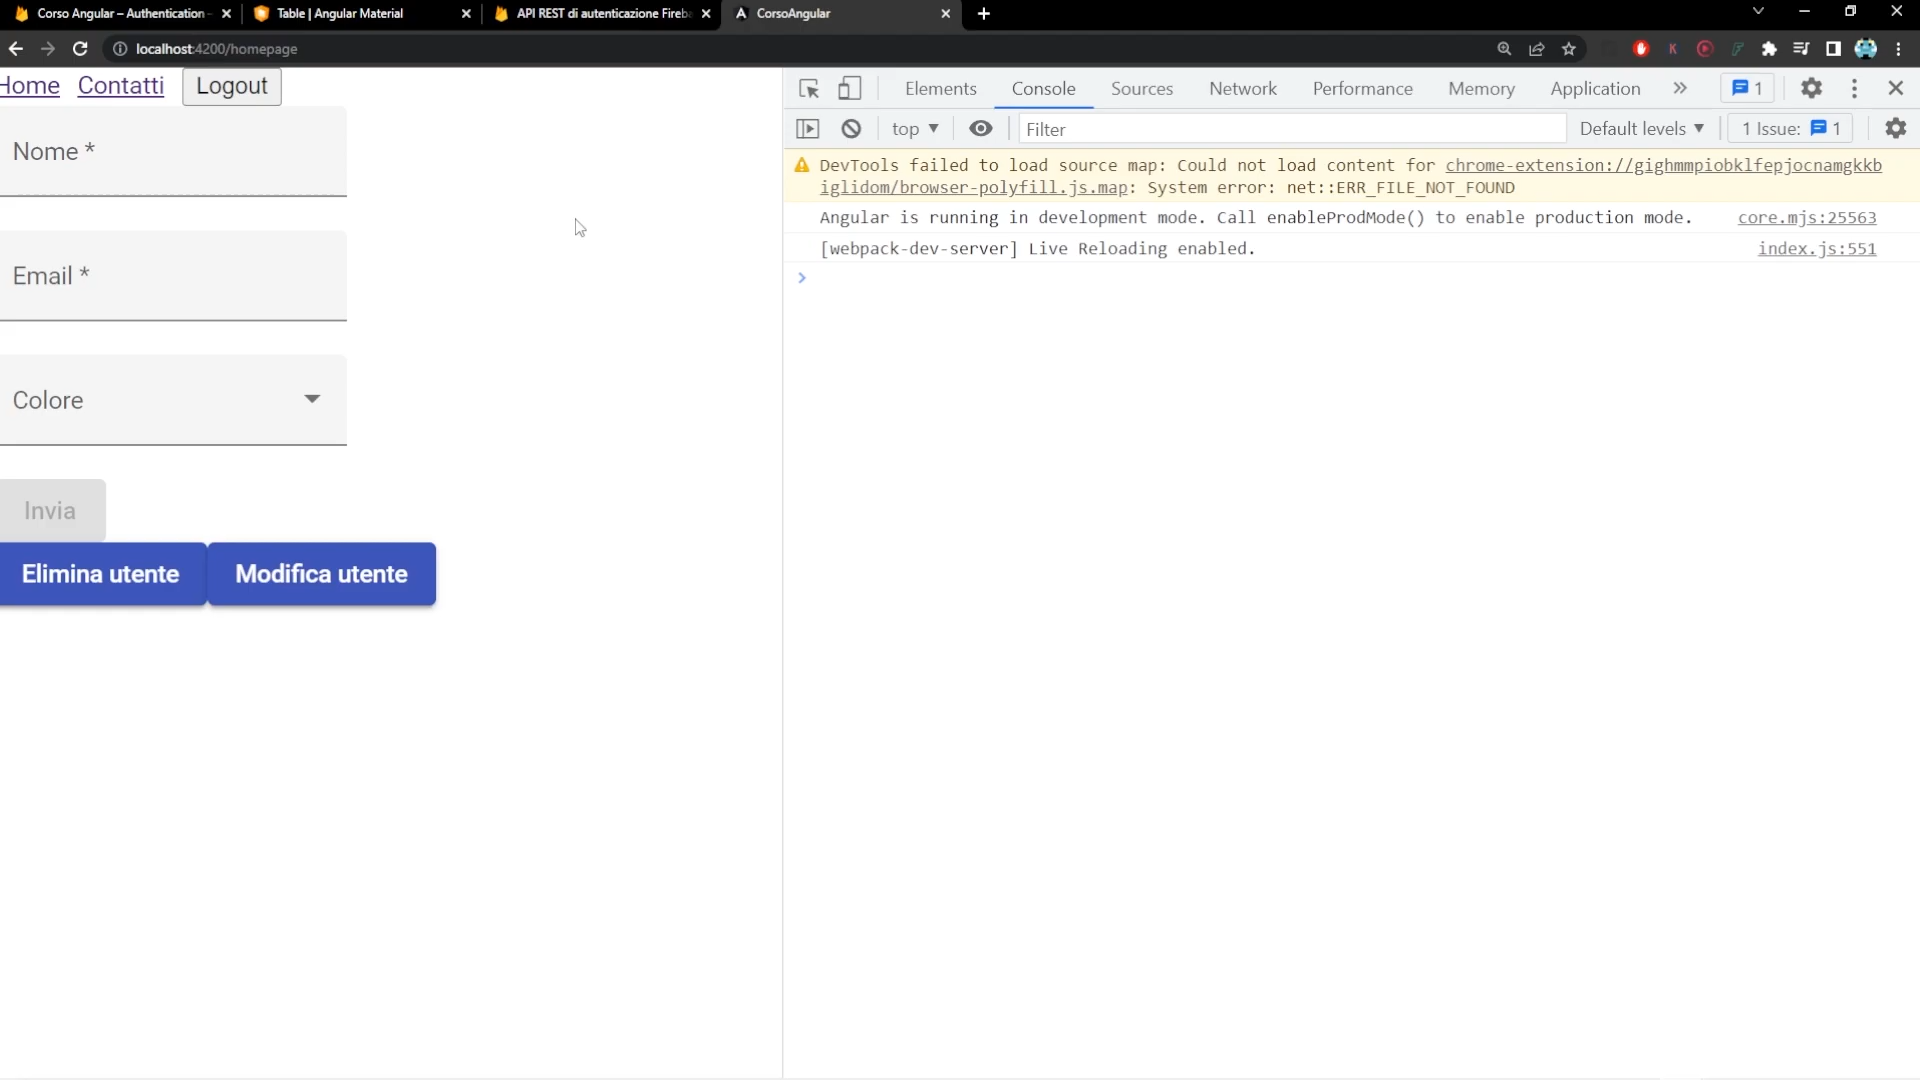 Corso Angular – Authentication –
Table | Angular Material
API REST di autenticazione Fireba
CorsoAngular
localhost:4200/homepage
Home Contatti Logout
Nome *
Email *
Colore
Invia
Elimina utente Modifica utente
Elements Console Sources Network Performance Memory Application » 1
top ▼ Filter Default levels ▼ 1 Issue: 1
DevTools failed to load source map: Could not load content for chrome-extension://gighmmpiobklfepjocnamgkkb
iglidom/browser-polyfill.js.map: System error: net::ERR_FILE_NOT_FOUND
Angular is running in development mode. Call enableProdMode() to enable production mode. core.mjs:25563
[webpack-dev-server] Live Reloading enabled. index.js:551